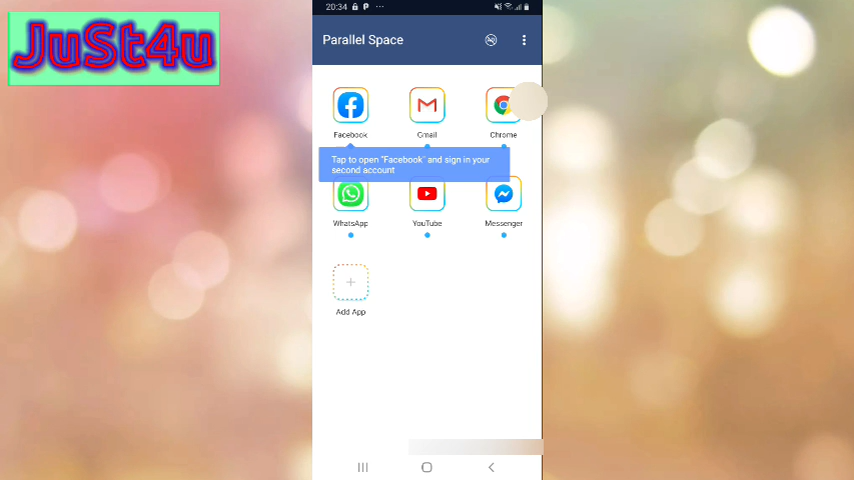 JuSt4u
20:34
Parallel Space
Facebook
Gmail
Chrome
Tap to open "Facebook" and sign in your
second account
WhatsApp
YouTube
Messenger
Add App